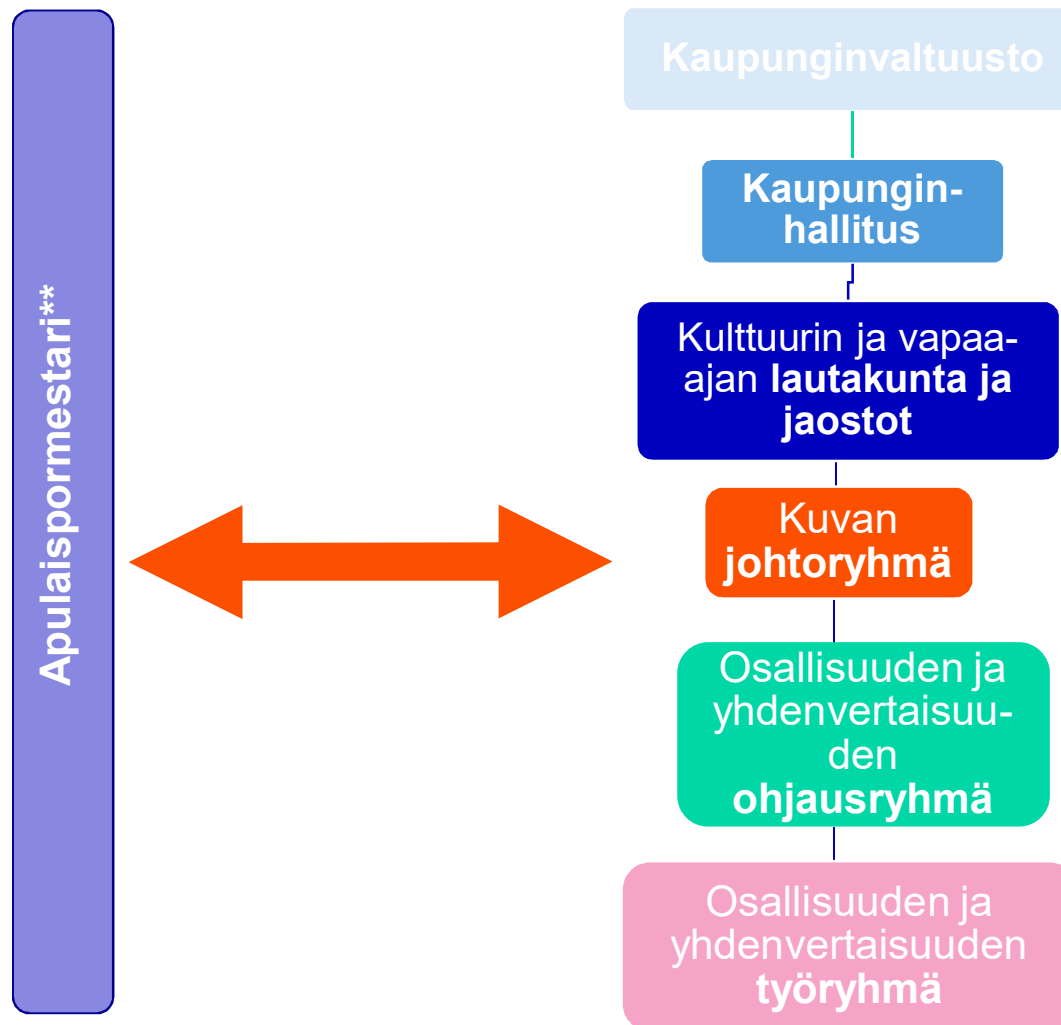 Apulaispormestari**
Kaupunginvaltuusto
Kaupungin-
hallitus
Kulttuurin ja vapaa-
ajan lautakunta ja
jaostot
Kuvan
johtoryhmä
Osallisuuden ja
yhdenvertaisuu-
den
ohjausryhmä
Osallisuuden ja
yhdenvertaisuuden
työryhmä